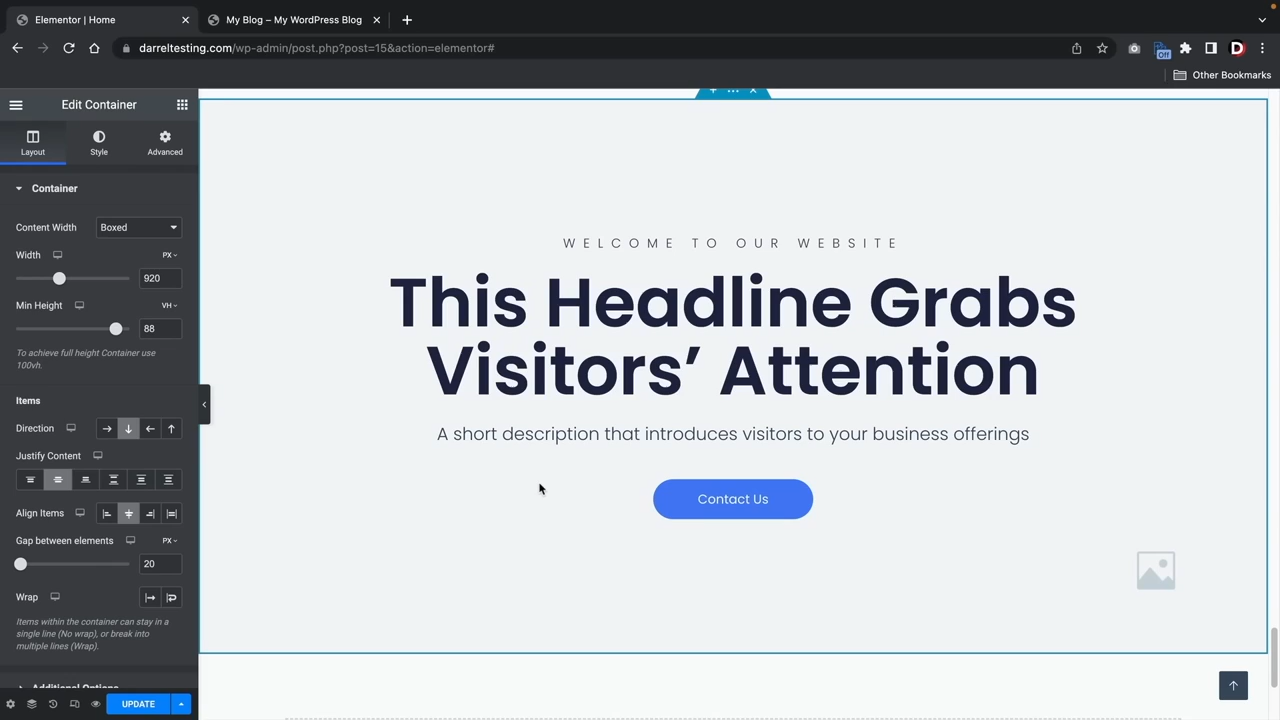 Elementor | Home
My Blog – My WordPress Blog
darreltesting.com/wp-admin/post.php?post=15&action=elementor#
Off
D
Other Bookmarks
Edit Container
Layout
Style
Advanced
Container
Content Width
Boxed
Width
PX
920
Min Height
VH
88
To achieve full height Container use
100vh.
Items
Direction
Justify Content
Align Items
Gap between elements
PX
20
Wrap
Items within the container can stay in a
single line (No wrap), or break into
multiple lines (Wrap).
Additional Options
UPDATE
WELCOME TO OUR WEBSITE
This Headline Grabs
Visitors’ Attention
A short description that introduces visitors to your business offerings
Contact Us